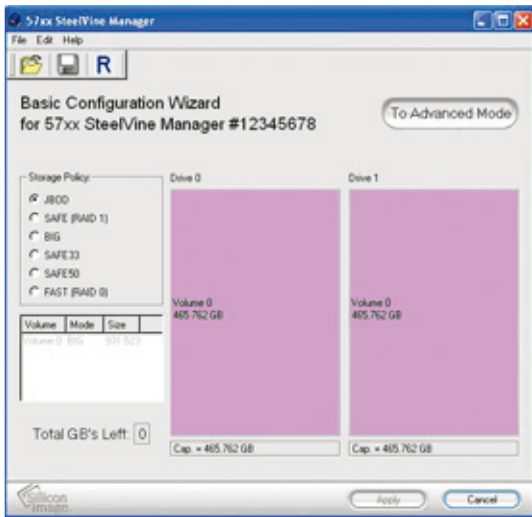 57xx SteelVine Manager
File Edit Help
R
Basic Configuration Wizard
for 57xx SteelVine Manager #12345678
To Advanced Mode
Storage Policy:
JBOD
SAFE (RAID 1)
BIG
SAFE33
SAFE50
FAST (RAID 0)
Drive 0
Drive 1
Volume 0
465.762 GB
Volume 0
465.762 GB
Volume Mode Size
Volume 0 BIG 931.523
Total GB's Left: 0
Cap. = 465.762 GB
Cap. = 465.762 GB
Silicon
Image
Apply
Cancel